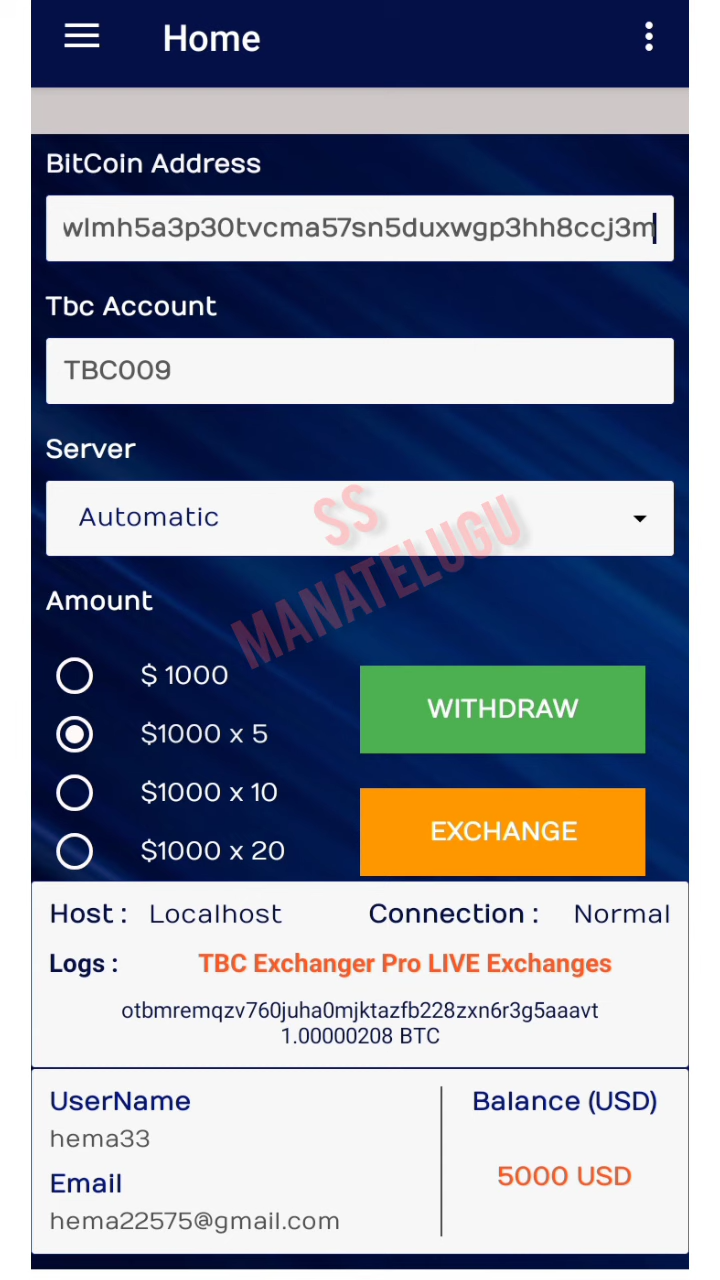 Home
BitCoin Address
wlmh5a3p30tvcma57sn5duxwgp3hh8ccj3m
Tbc Account
TBC009
Server
Automatic
SS
MANATELUGU
Amount
$ 1000
$1000 x 5
WITHDRAW
$1000 x 10
$1000 x 20
EXCHANGE
Host : Localhost Connection : Normal
Logs : TBC Exchanger Pro LIVE Exchanges
otbmremqzv760juha0mjktazfb228zxn6r3g5aaavt
1.00000208 BTC
UserName
hema33
Email
hema22575@gmail.com
Balance (USD)
5000 USD